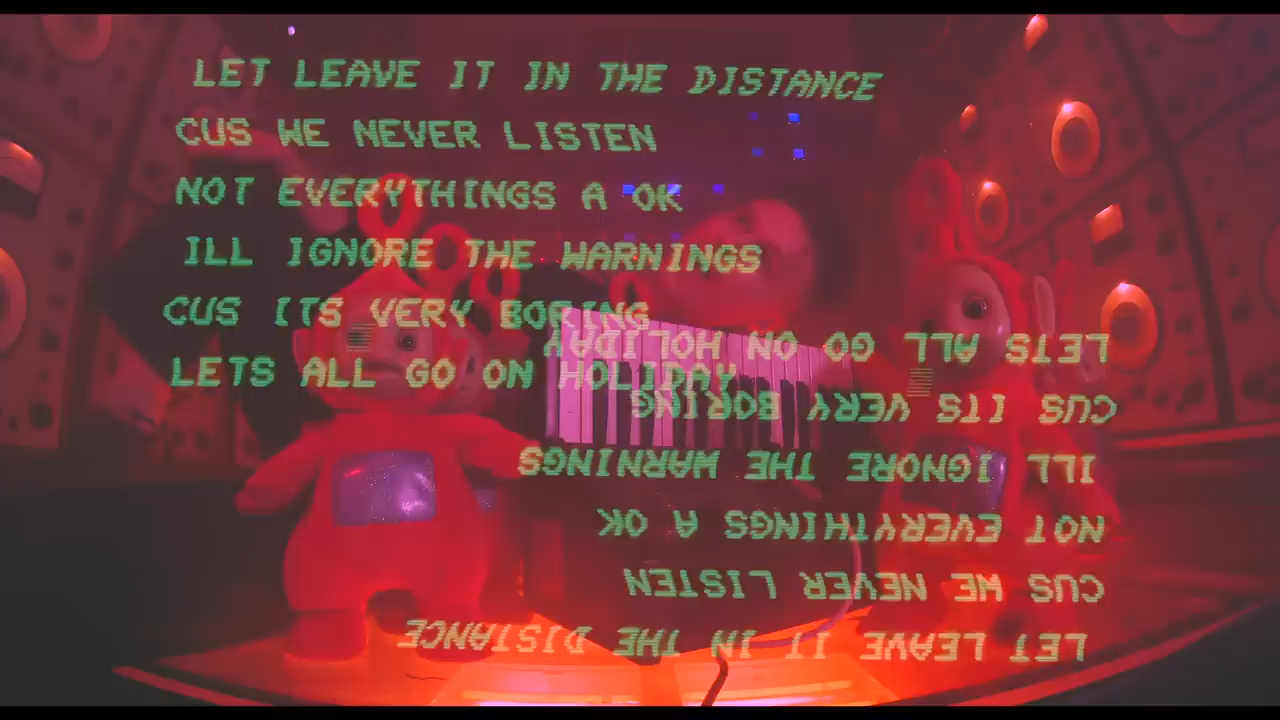 LET LEAVE IT IN THE DISTANCE
CUS WE NEVER LISTEN
NOT EVERYTHINGS A OK
ILL IGNORE THE WARNINGS
CUS ITS VERY BORING
LETS ALL GO ON HOLIDAY
LETS ALL GO ON HOLIDAY
CUS ITS VERY BORING
ILL IGNORE THE WARNINGS
NOT EVERYTHINGS A OK
CUS WE NEVER LISTEN
LET LEAVE IT IN THE DISTANCE